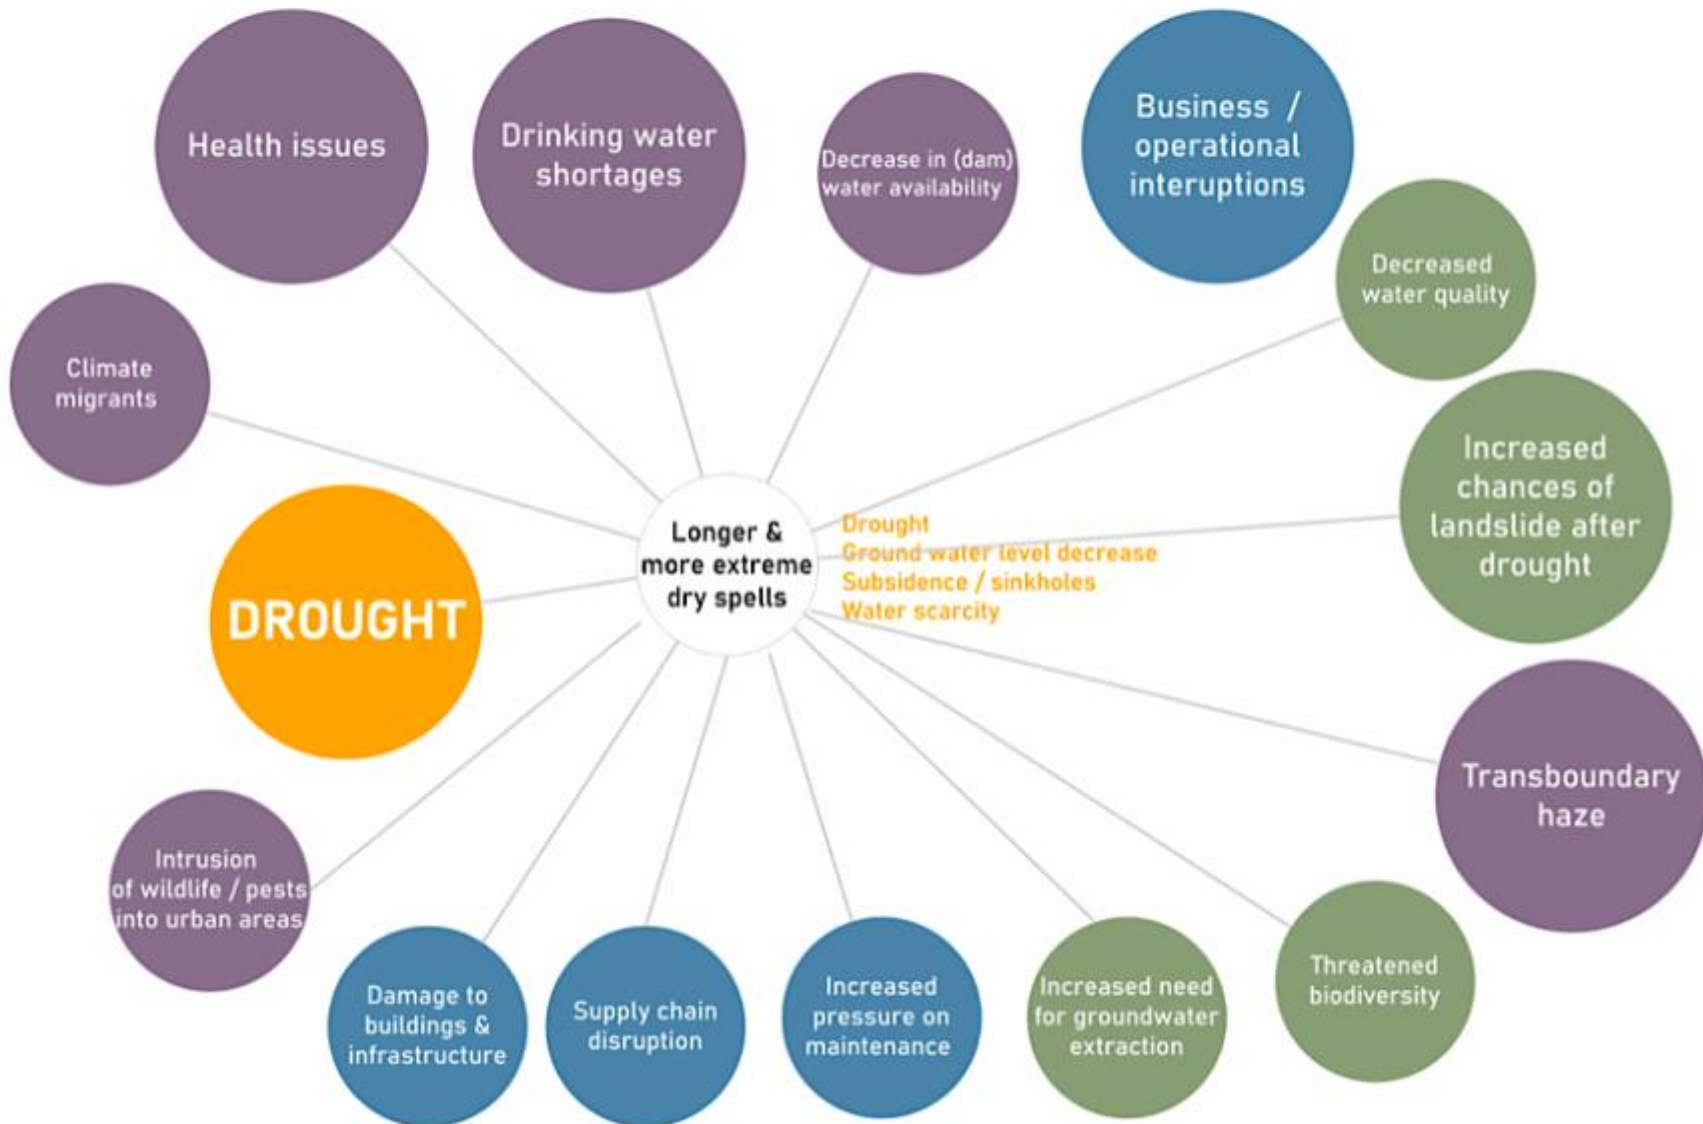 Health issues
Drinking water
shortages
Decrease in (dam)
water availability
Business /
operational
interuptions
Decreased
water quality
Climate
migrants
Increased
chances of
landslide after
drought
Longer &
more extreme
dry spells
Drought
Ground water level decrease
Subsidence / sinkholes
Water scarcity
DROUGHT
Transboundary
haze
Intrusion
of wildlife / pests
into urban areas
Damage to
buildings &
infrastructure
Supply chain
disruption
Increased
pressure on
maintenance
Increased need
for groundwater
extraction
Threatened
biodiversity